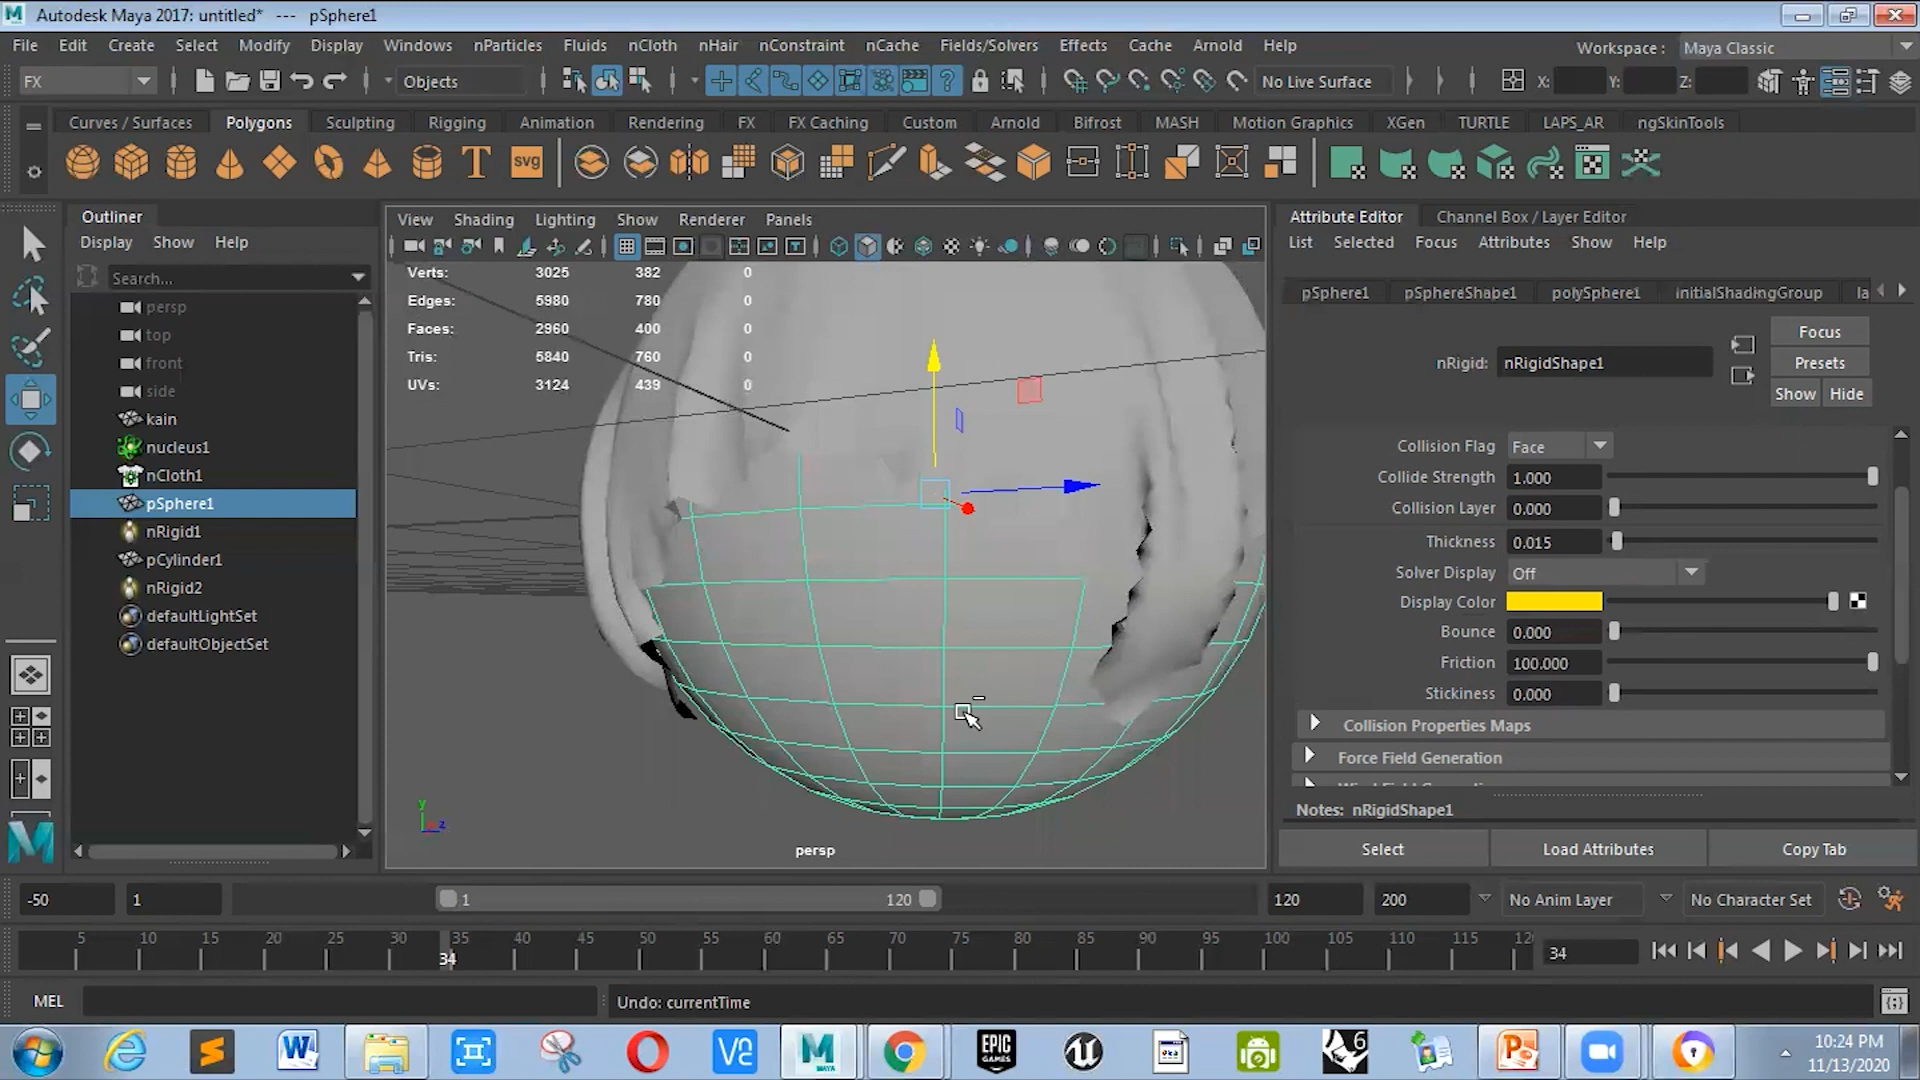 Autodesk Maya 2017: untitled*   ---   pSphere1
File Edit Create Select Modify Display Windows nParticles Fluids nCloth nHair nConstraint nCache Fields/Solvers Effects Cache Arnold Help Workspace : Maya Classic
FX Objects No Live Surface X: Y: Z:
Curves / Surfaces Polygons Sculpting Rigging Animation Rendering FX FX Caching Custom Arnold Bifrost MASH Motion Graphics XGen TURTLE LAPS_AR ngSkinTools
T SVG
Outliner
Display Show Help
Search...
persp
top
front
side
kain
nucleus1
nCloth1
pSphere1
nRigid1
pCylinder1
nRigid2
defaultLightSet
defaultObjectSet
View Shading Lighting Show Renderer Panels
Verts: 3025 382 0
Edges: 5980 780 0
Faces: 2960 400 0
Tris: 5840 760 0
UVs: 3124 439 0
y
z
persp
Attribute Editor Channel Box / Layer Editor
List Selected Focus Attributes Show Help
pSphere1 pSphereShape1 polySphere1 initialShadingGroup la
Focus
nRigid: nRigidShape1 Presets
Show Hide
Collision Flag Face
Collide Strength 1.000
Collision Layer 0.000
Thickness 0.015
Solver Display Off
Display Color
Bounce 0.000
Friction 100.000
Stickiness 0.000
Collision Properties Maps
Force Field Generation
Notes: nRigidShape1
Select Load Attributes Copy Tab
-50 1 1 120 120 200 No Anim Layer No Character Set
5 10 15 20 25 30 35 40 45 50 55 60 65 70 75 80 85 90 95 100 105 110 115 12
34 34
MEL Undo: currentTime
EPIC GAMES
MAYA
6
10:24 PM
11/13/2020